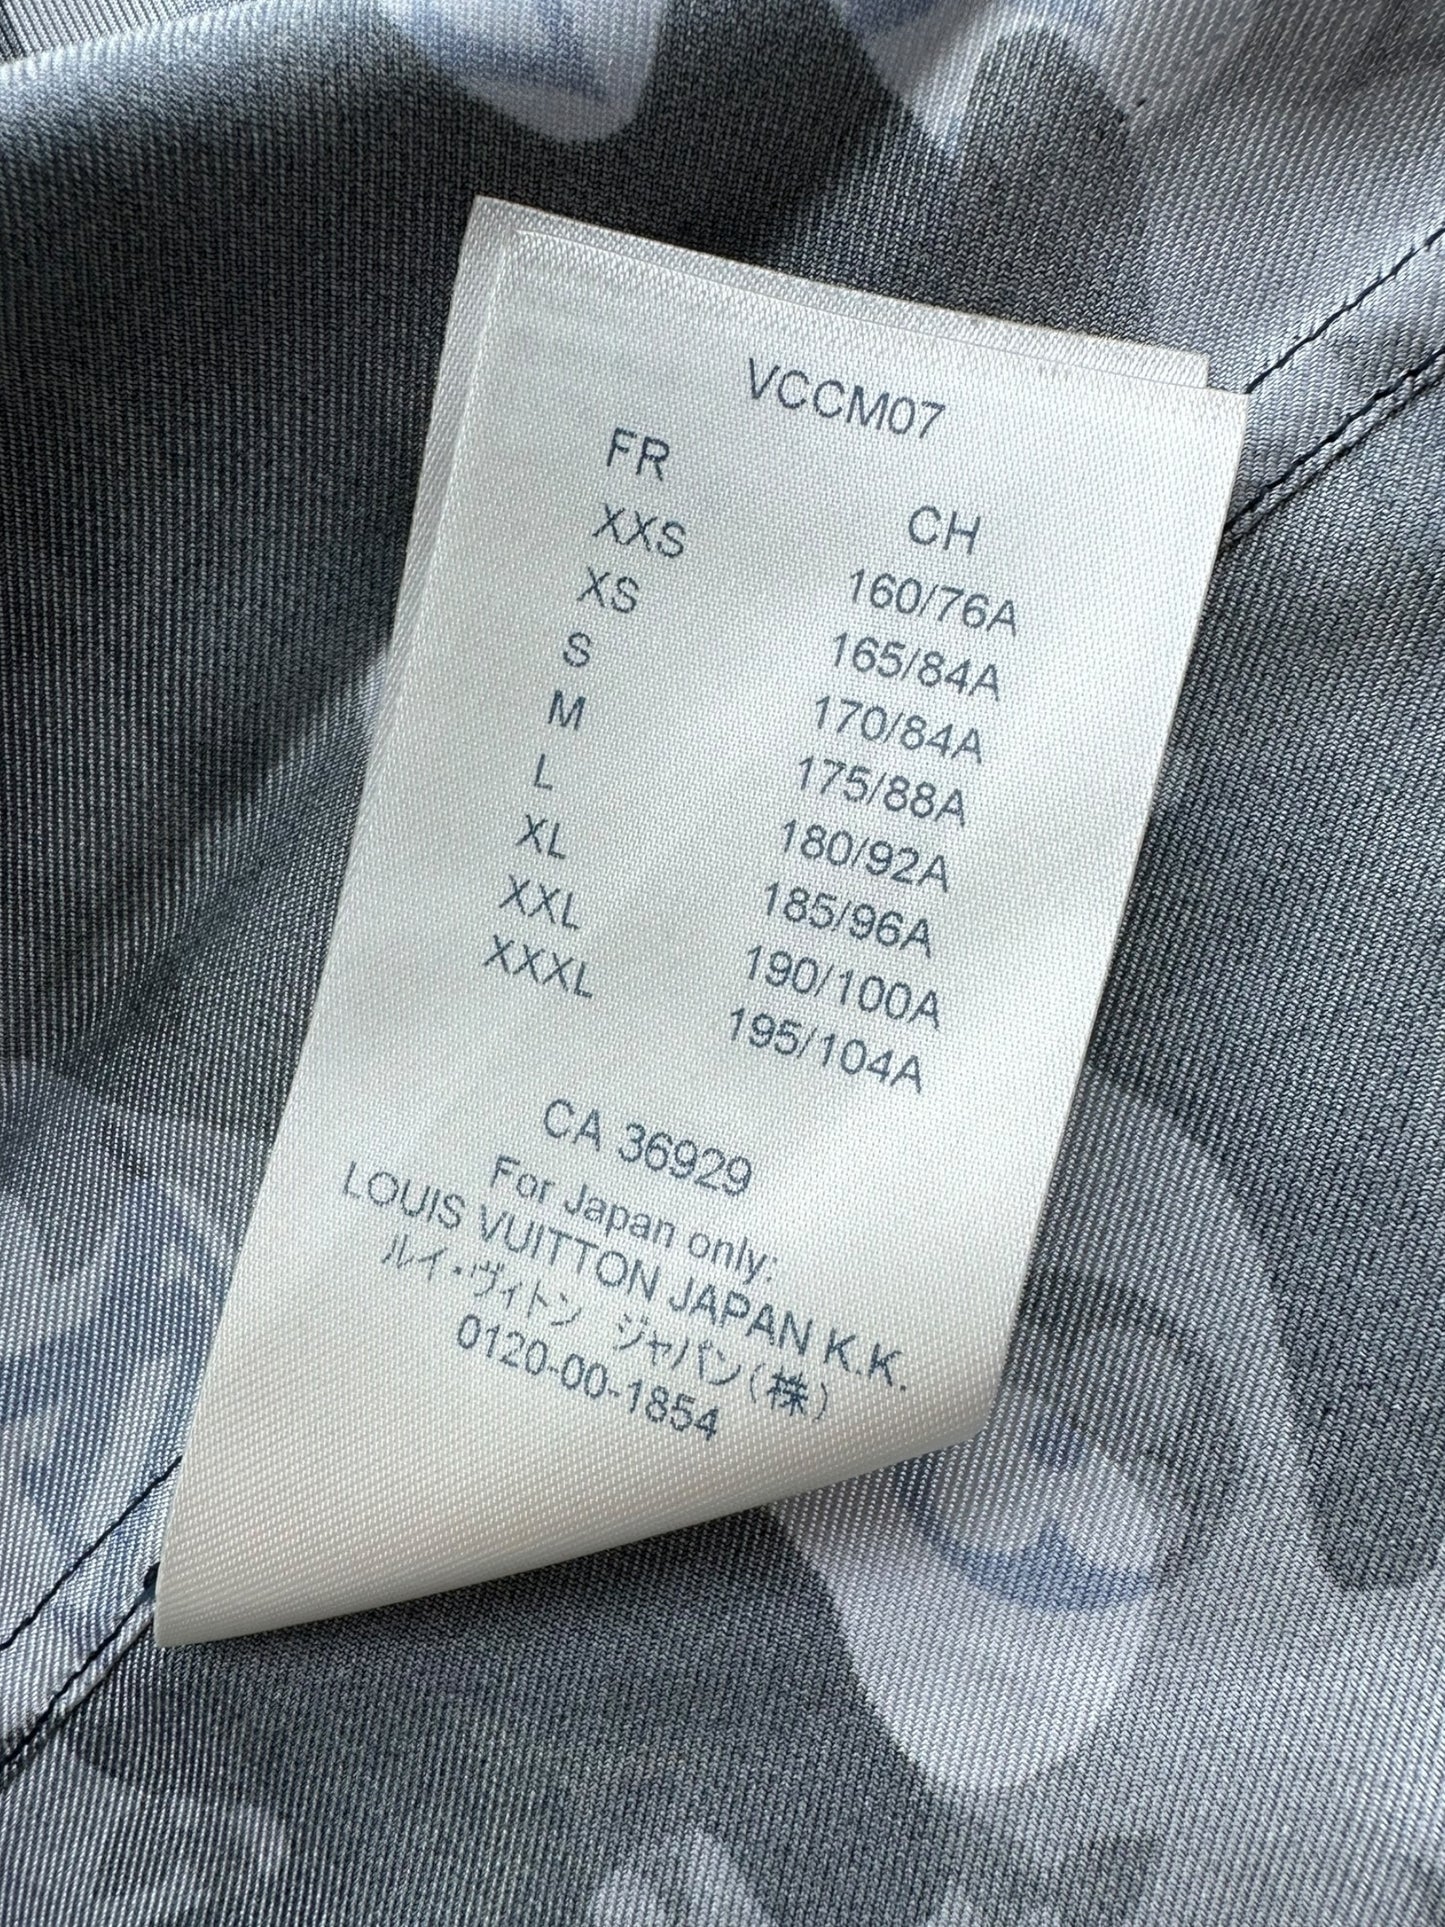 VCCM07
FR CH
XXS 160/76A
XS 165/84A
S 170/84A
M 175/88A
L 180/92A
XL 185/96A
XXL 190/100A
XXXL 195/104A
CA 36929
For Japan only:
LOUIS VUITTON JAPAN K.K.
ルイ・ヴィトン ジャパン(株)
0120-00-1854